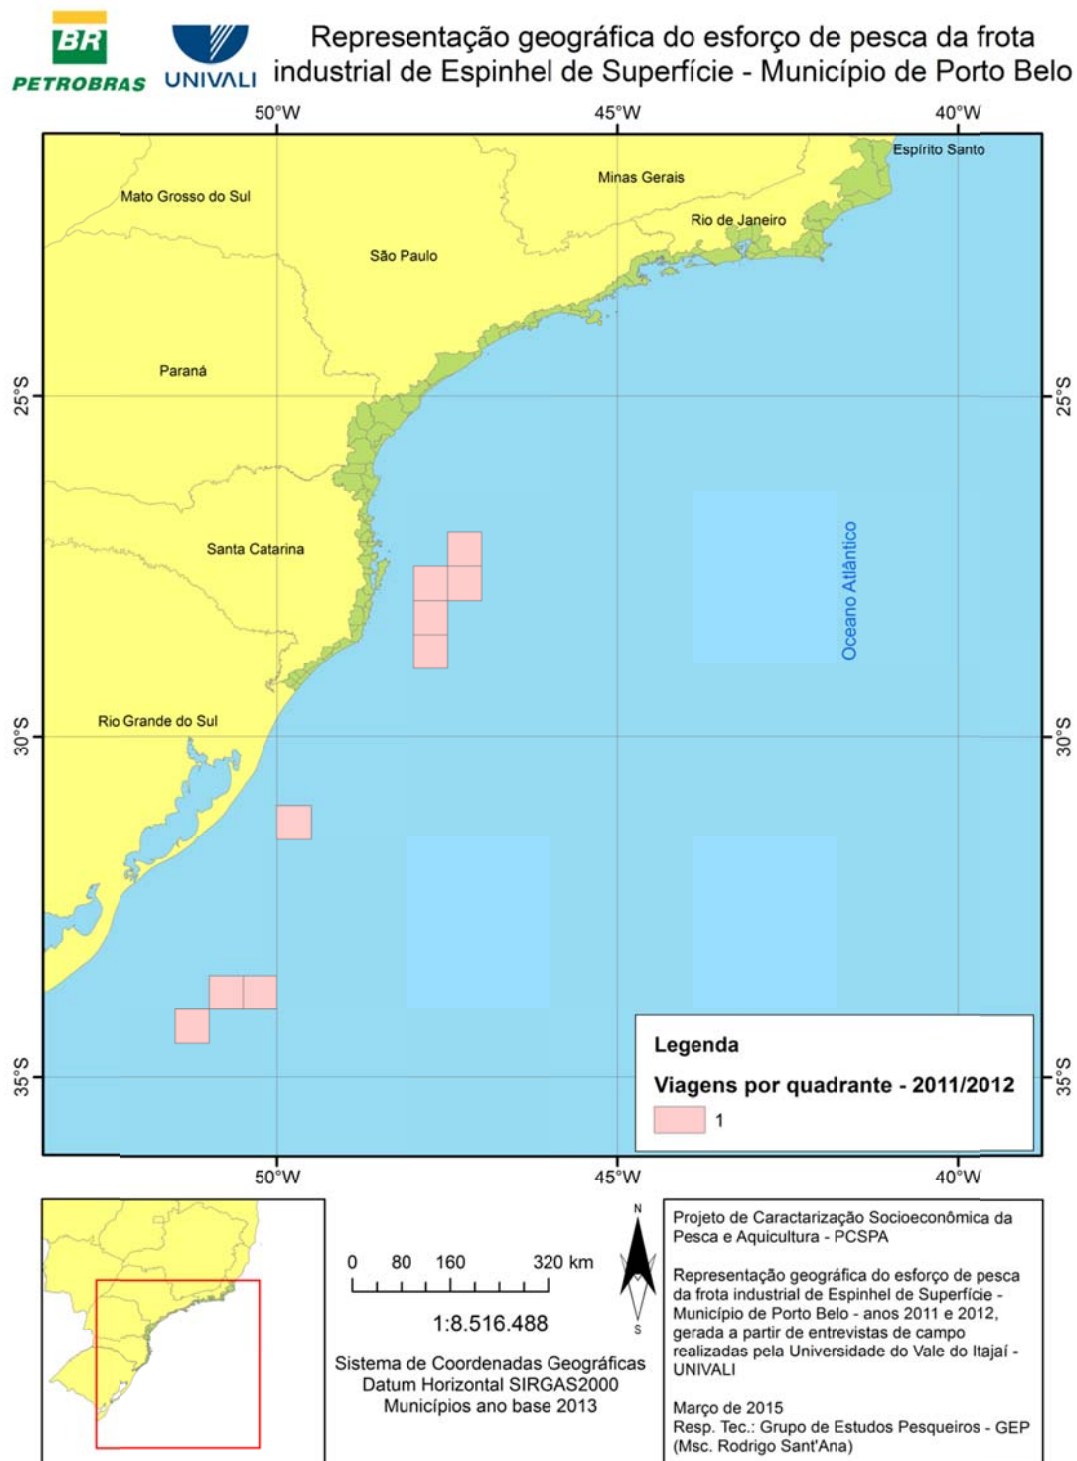 BR
PETROBRAS
UNIVALI
Representação geográfica do esforço de pesca da frota
industrial de Espinhel de Superfície - Município de Porto Belo
50°W 45°W 40°W
Espírito Santo
Minas Gerais
Mato Grosso do Sul
Rio de Janeiro
São Paulo
Paraná
25°S 25°S
Santa Catarina
Oceano Atlântico
Rio Grande do Sul
30°S 30°S
35°S 35°S
Legenda
Viagens por quadrante - 2011/2012
1
50°W 45°W 40°W
0 80 160 320 km
1:8.516.488
Sistema de Coordenadas Geográficas
Datum Horizontal SIRGAS2000
Municípios ano base 2013
N
S
Projeto de Caractarização Socioeconômica da
Pesca e Aquicultura - PCSPA
Representação geográfica do esforço de pesca
da frota industrial de Espinhel de Superfície -
Município de Porto Belo - anos 2011 e 2012,
gerada a partir de entrevistas de campo
realizadas pela Universidade do Vale do Itajaí -
UNIVALI
Março de 2015
Resp. Tec.: Grupo de Estudos Pesqueiros - GEP
(Msc. Rodrigo Sant'Ana)